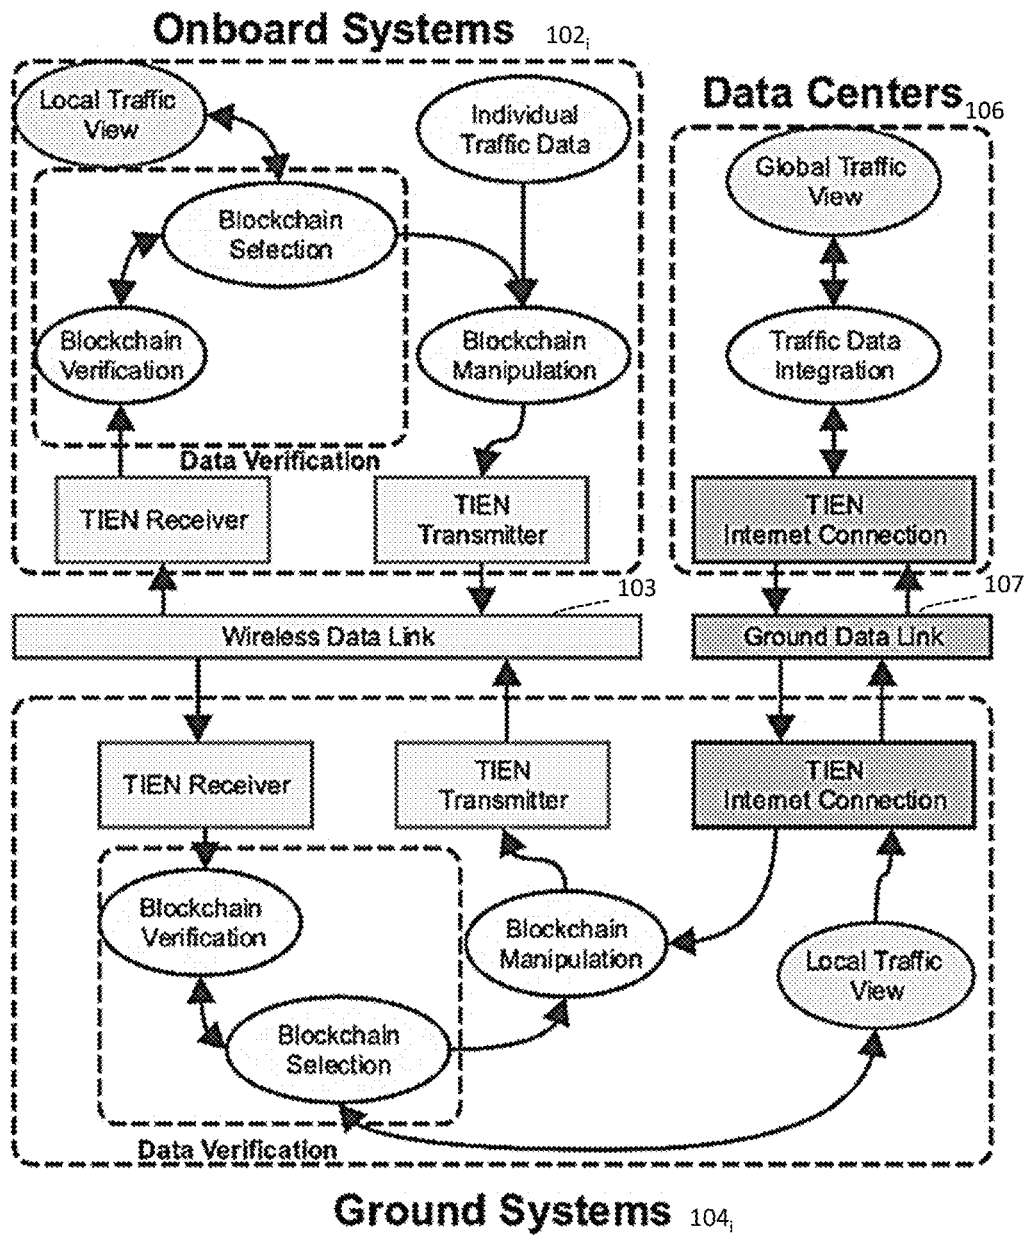 Onboard Systems 102i
Local Traffic
View
Individual
Traffic Data
Blockchain
Selection
Blockchain
Verification
Blockchain
Manipulation
Data Verification
TIEN Receiver
TIEN
Transmitter
Data Centers 106
Global Traffic
View
Traffic Data
Integration
TIEN
Internet Connection
103
107
Wireless Data Link
Ground Data Link
TIEN Receiver
TIEN
Transmitter
TIEN
Internet Connection
Blockchain
Verification
Blockchain
Manipulation
Local Traffic
View
Blockchain
Selection
Data Verification
Ground Systems 104i